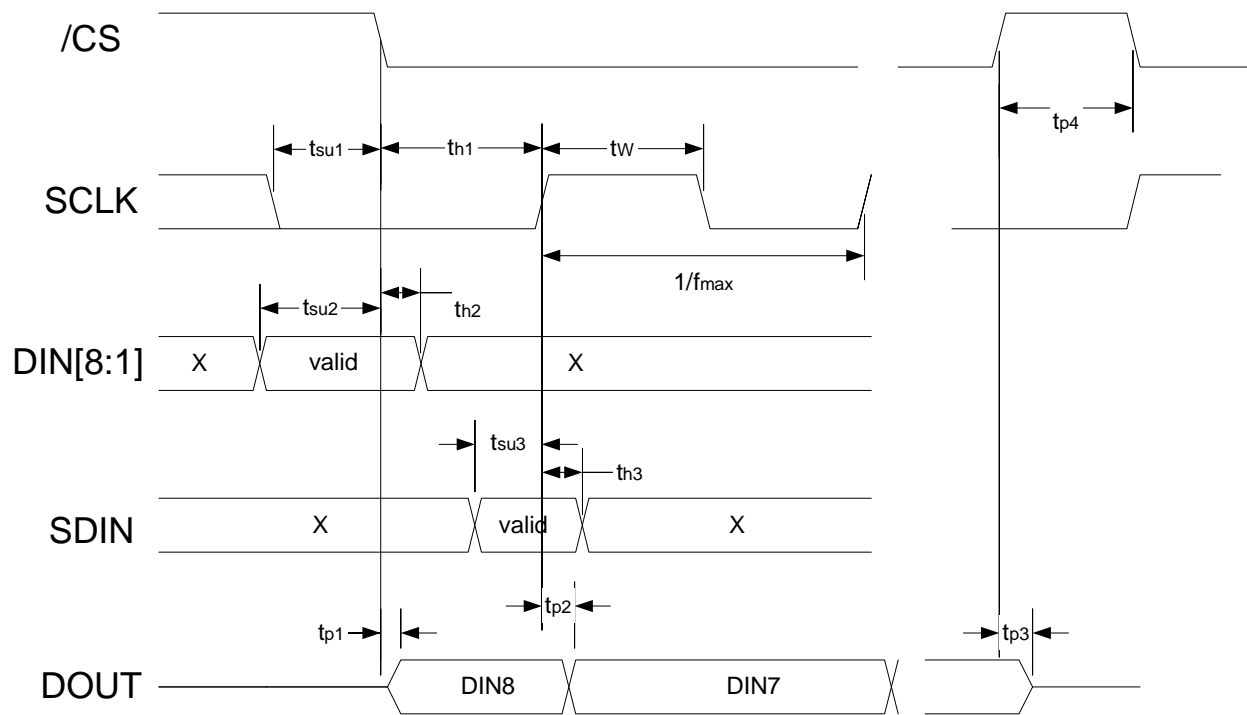 /CS
tp4
tsu1 th1 tW
SCLK
1/fmax
tsu2 th2
DIN[8:1] X valid X
tsu3
th3
SDIN X valid X
tp2
tp1 tp3
DOUT DIN8 DIN7